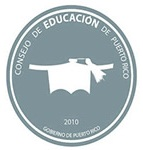 CONSEJO DE EDUCACIÓN DE PUERTO RICO
2010
GOBIERNO DE PUERTO RICO